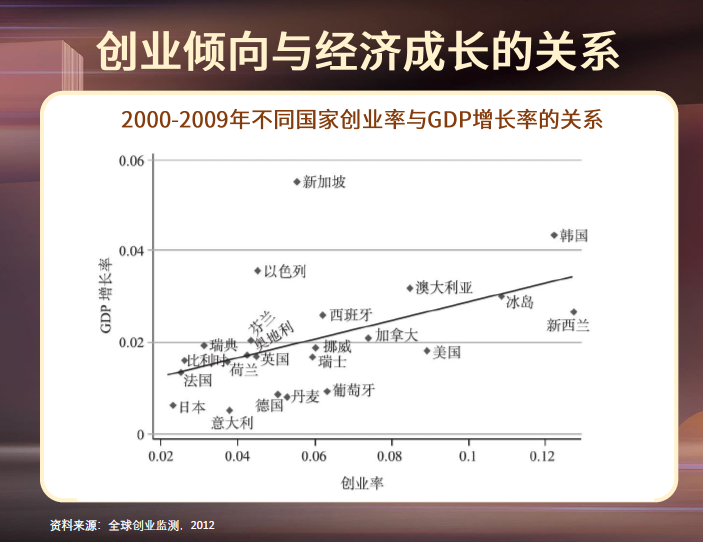 创业倾向与经济成长的关系
2000-2009年不同国家创业率与GDP增长率的关系
0.06
新加坡
韩国
0.04
以色列
澳大利亚
冰岛
GDP 增长率
西班牙
新西兰
芬兰
奥地利
加拿大
0.02
瑞典
挪威
美国
比利时
英国
瑞士
荷兰
法国
葡萄牙
丹麦
德国
日本
意大利
0
0.02
0.04
0.06
0.08
0.1
0.12
创业率
资料来源：全球创业监测，2012